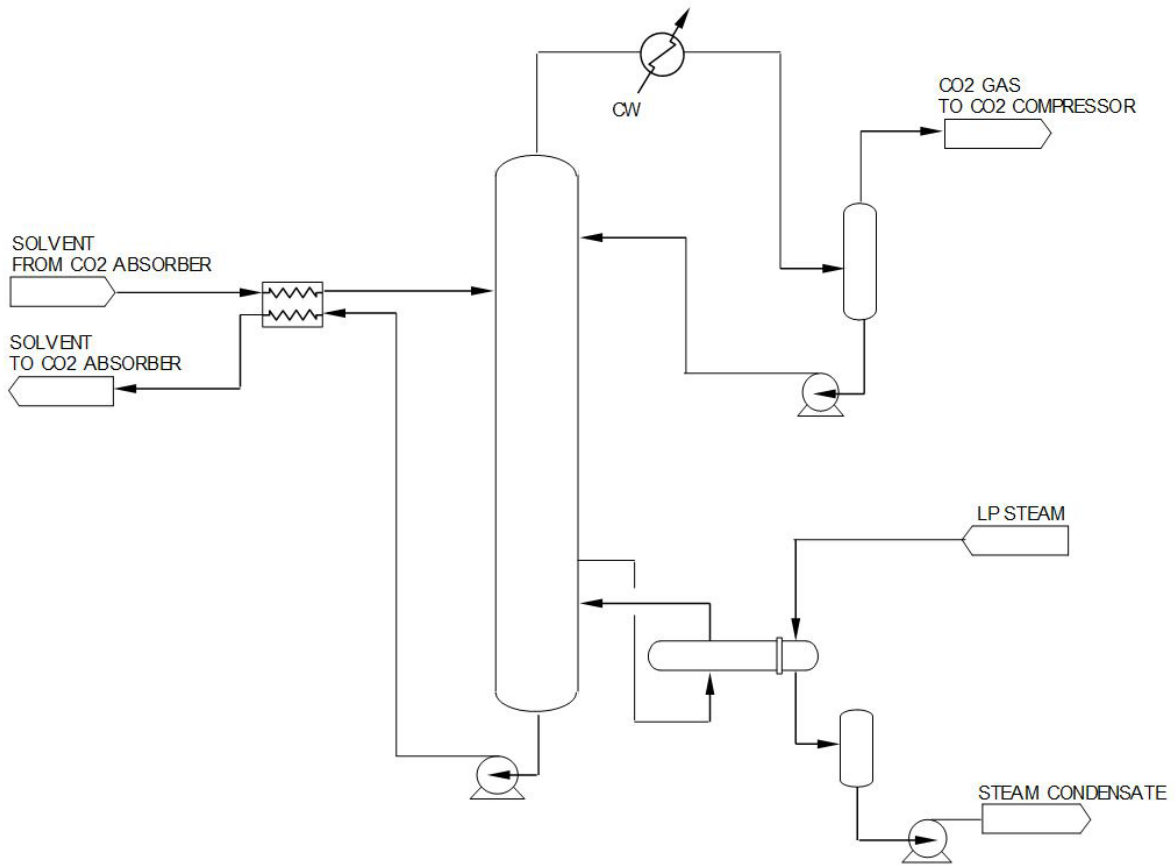 CW
CO2 GAS
TO CO2 COMPRESSOR
SOLVENT
FROM CO2 ABSORBER
SOLVENT
TO CO2 ABSORBER
LP STEAM
STEAM CONDENSATE